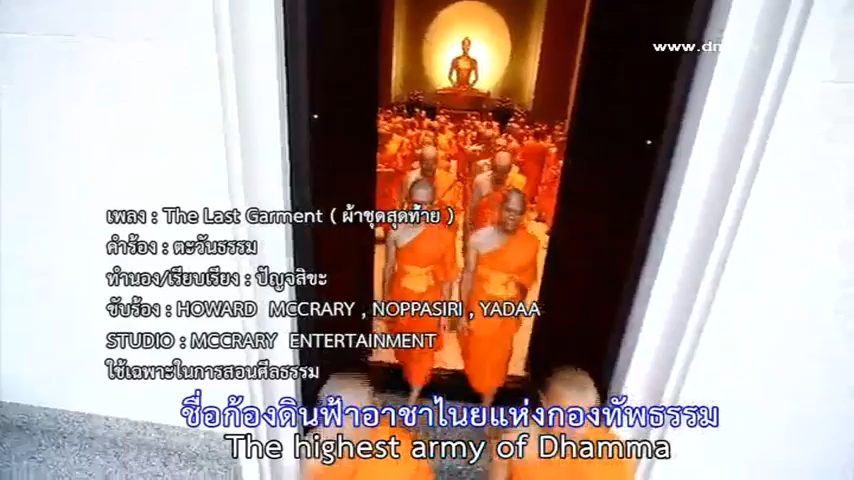 เพลง : The Last Garment ( ผ้าชุดสุดท้าย )
คำร้อง : ตะวันธรรม
ทำนอง/เรียบเรียง : ปัญจสิขะ
ขับร้อง : HOWARD MCCRARY , NOPPASIRI , YADAA
STUDIO : MCCRARY ENTERTAINMENT
ใช้เฉพาะในการสอนศีลธรรม
ชื่อก้องดินฟ้าอาชาไนยแห่งกองทัพธรรม
The highest army of Dhamma